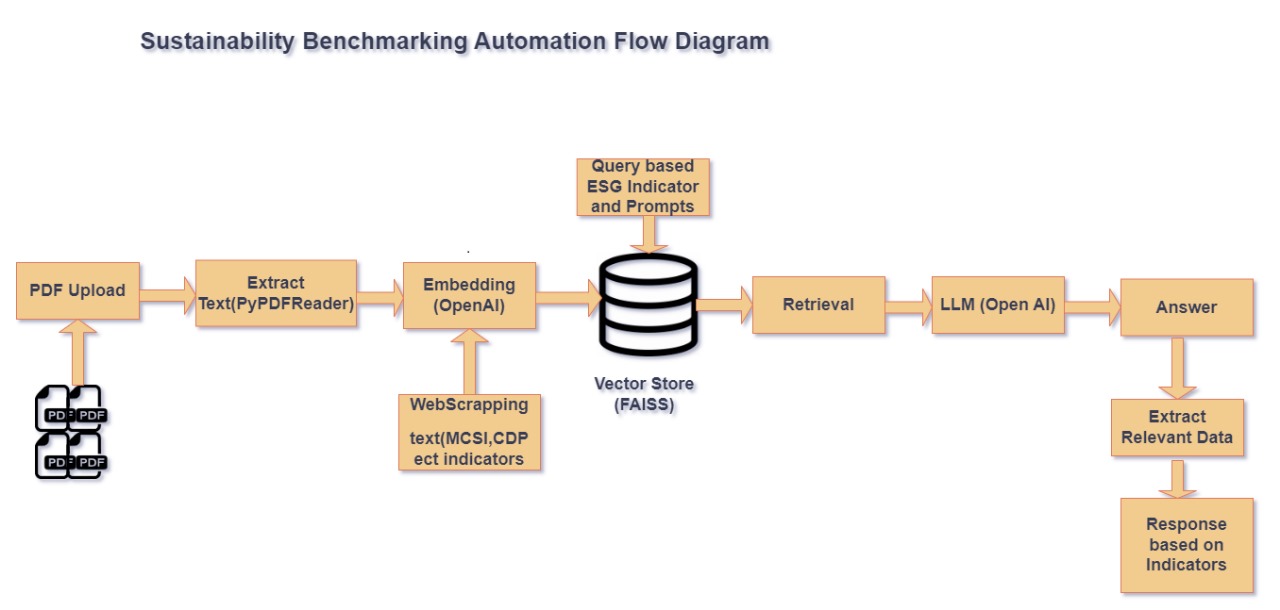 Sustainability Benchmarking Automation Flow Diagram
Query based
ESG Indicator
and Prompts
PDF Upload
Extract
Text(PyPDFReader)
Embedding
(OpenAI)
Retrieval
LLM (Open AI)
Answer
Vector Store
(FAISS)
WebScrapping
text(MCSI,CDP
ect indicators
PDF PDF
PDF PDF
Extract
Relevant Data
Response
based on
Indicators